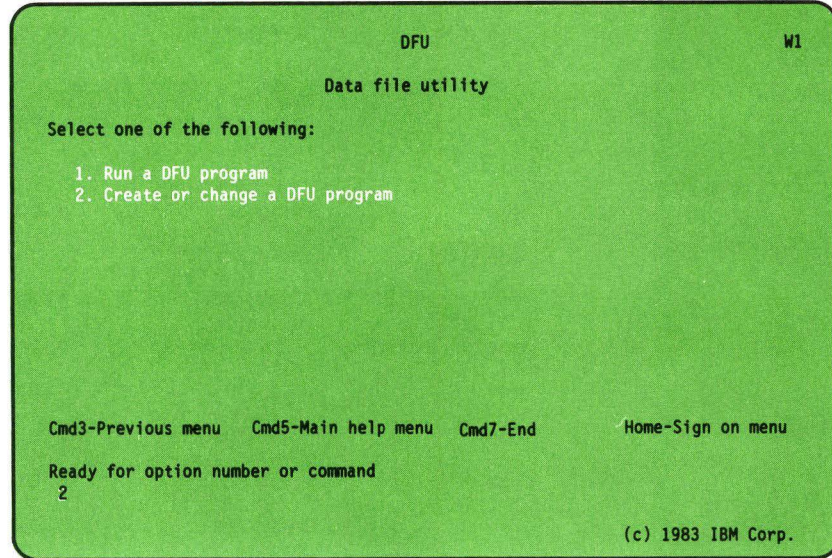 DFU W1
Data file utility
Select one of the following:
1. Run a DFU program
2. Create or change a DFU program
Cmd3-Previous menu Cmd5-Main help menu Cmd7-End Home-Sign on menu
Ready for option number or command
2
(c) 1983 IBM Corp.